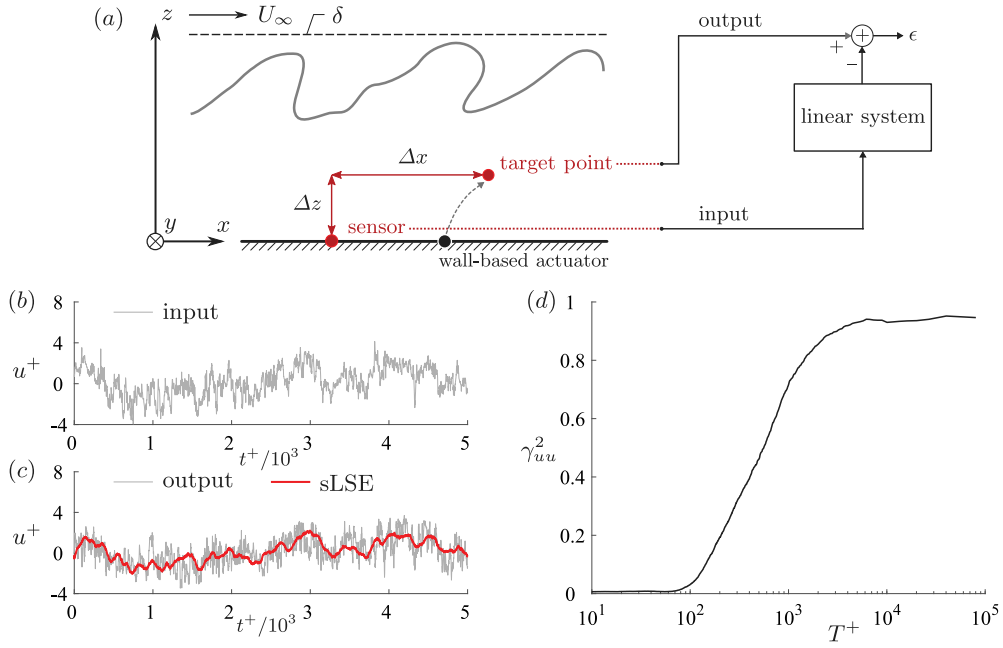 (a)
z
U∞
δ
output
+
+
ϵ
−
linear system
Δx
target point
Δz
sensor
input
y
x
wall-based actuator
(b)
8
4
0
-4
u⁺
input
0
1
2
3
4
5
t⁺/10³
(c)
8
4
0
-4
u⁺
output
sLSE
0
1
2
3
4
5
t⁺/10³
(d)
1
0.8
0.6
0.4
0.2
0
γ²uu
10¹
10²
10³
10⁴
10⁵
T⁺